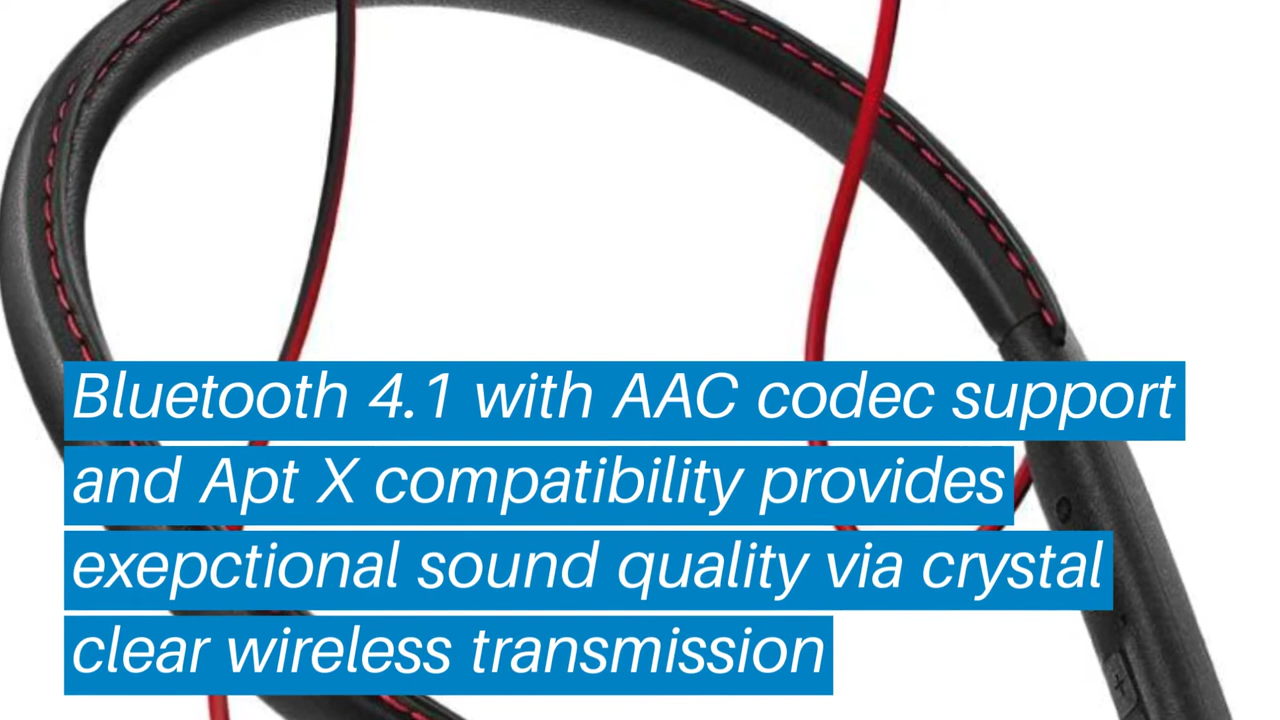 Bluetooth 4.1 with AAC codec support
and Apt X compatibility provides
exepctional sound quality via crystal
clear wireless transmission
+